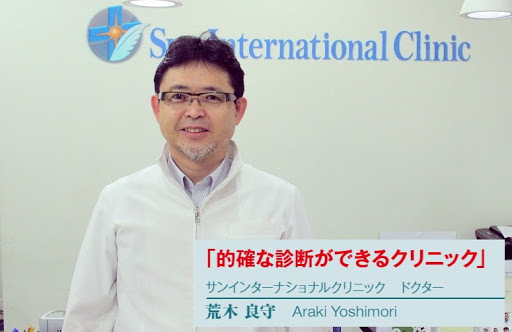 Sun International Clinic
「的確な診断ができるクリニック」
サンインターナショナルクリニック　ドクター
荒木 良守　Araki Yoshimori